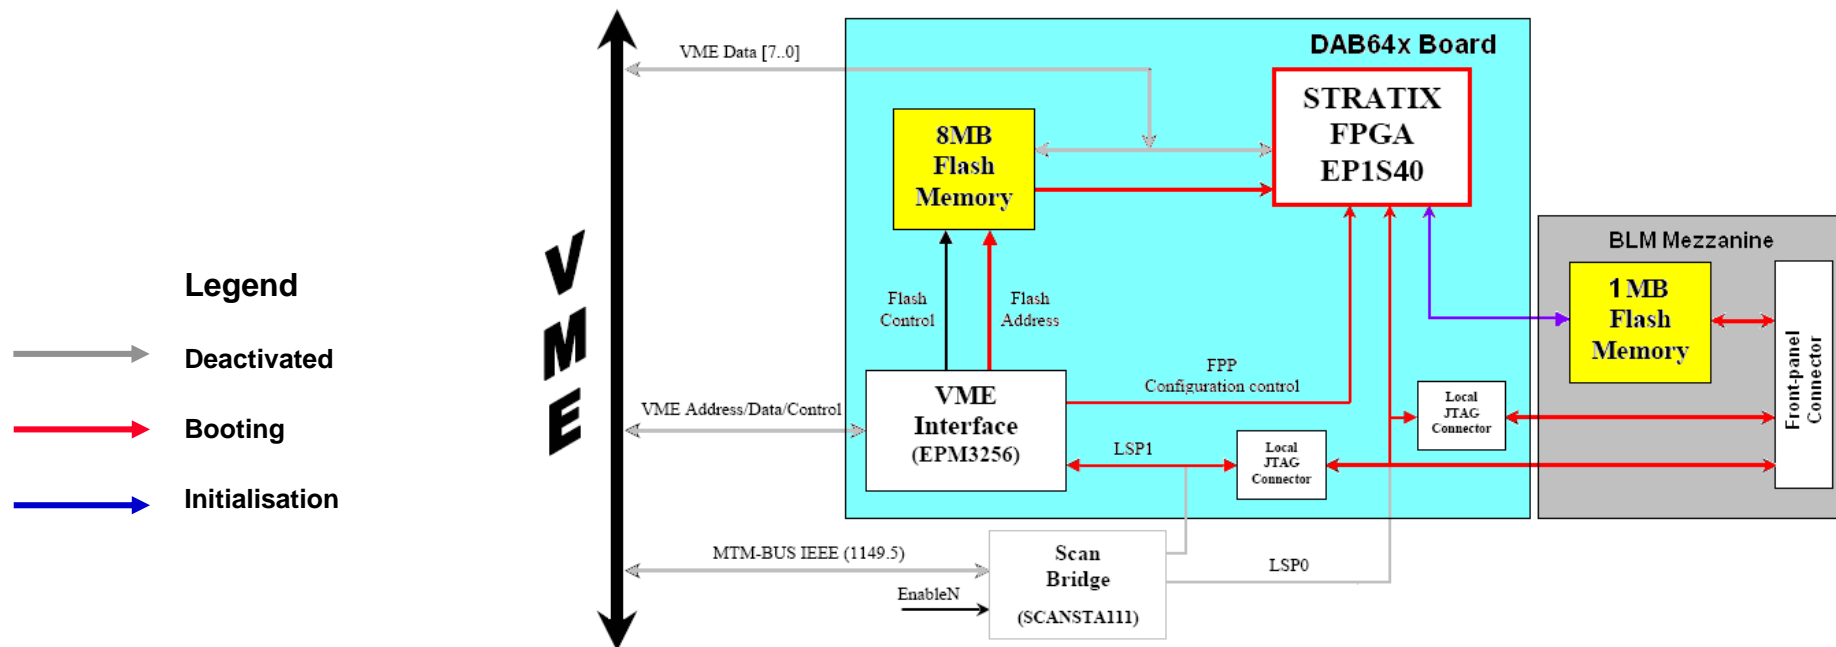 DAB64x Board
VME Data [7..0]
STRATIX
FPGA
EP1S40
8MB
Flash
Memory
BLM Mezzanine
VME
Legend
1MB
Flash
Memory
Flash
Control
Flash
Address
Front-panel
Connector
Deactivated
FPP
Configuration control
VME
Interface
(EPM3256)
VME Address/Data/Control
Local
JTAG
Connector
Booting
LSP1
Local
JTAG
Connector
Initialisation
MTM-BUS IEEE (1149.5)
Scan
Bridge
(SCANSTA111)
LSP0
EnableN